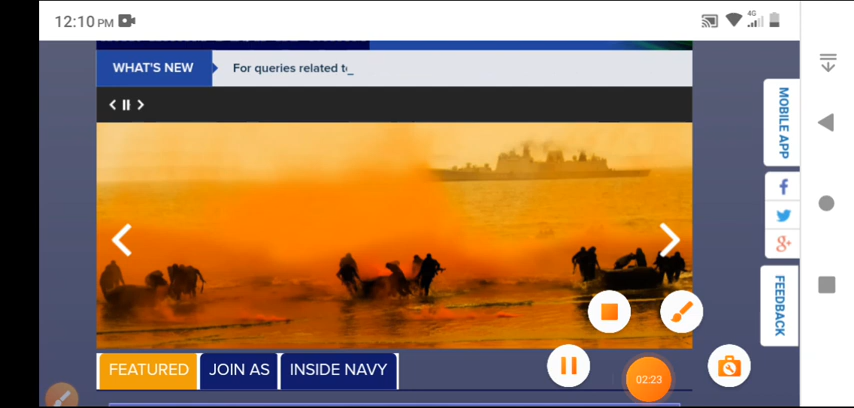 12:10 PM
4G
WHAT'S NEW
For queries related t_
MOBILE APP
FEEDBACK
FEATURED
JOIN AS
INSIDE NAVY
02:23